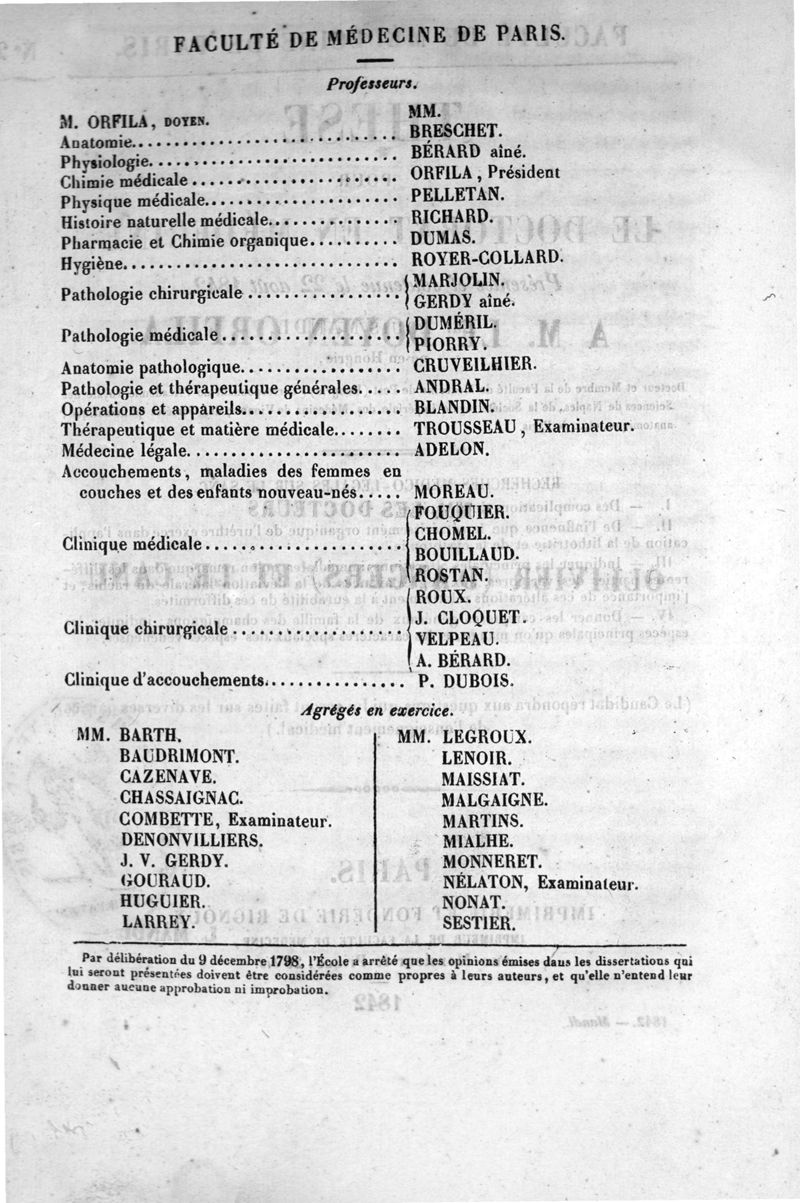 FACULTÉ DE MÉDECINE DE PARIS.
Professeurs.
M. ORFILA, DOYEN. MM.
Anatomie........................... BRESCHET.
Physiologie........................... BÉRARD aîné.
Chimie médicale ........................... ORFILA, Président
Physique médicale...................... PELLETAN.
Histoire naturelle médicale............... RICHARD.
Pharmacie et Chimie organique.......... DUMAS.
Hygiène............................... ROYER-COLLARD.
Pathologie chirurgicale ................. { MARJOLIN.
GERDY aîné.
Pathologie médicale .................... { DUMÉRIL.
PIORRY.
Anatomie pathologique.................. CRUVEILHIER.
Pathologie et thérapeutique générales..... ANDRAL.
Opérations et appareils.................. BLANDIN.
Thérapeutique et matière médicale........ TROUSSEAU, Examinateur.
Médecine légale........................ ADELON.
Accouchements, maladies des femmes en
couches et des enfants nouveau-nés..... MOREAU.
Clinique médicale ...................... { FOUQUIER.
CHOMEL.
BOUILLAUD.
ROSTAN.
Clinique chirurgicale ................... { ROUX.
J. CLOQUET.
VELPEAU.
A. BÉRARD.
Clinique d'accouchements................ P. DUBOIS.
Agrégés en exercice.
MM. BARTH. MM. LEGROUX.
BAUDRIMONT. LENOIR.
CAZENAVE. MAISSIAT.
CHASSAIGNAC. MALGAIGNE.
COMBETTE, Examinateur. MARTINS.
DENONVILLIERS. MIALHE.
J. V. GERDY. MONNERET.
GOURAUD. NÉLATON, Examinateur.
HUGUIER. NONAT.
LARREY. SESTIER.
Par délibération du 9 décembre 1798, l'École a arrêté que les opinions émises dans les dissertations qui
lui seront présentées doivent être considérées comme propres à leurs auteurs, et qu'elle n'entend leur
donner aucune approbation ni improbation.